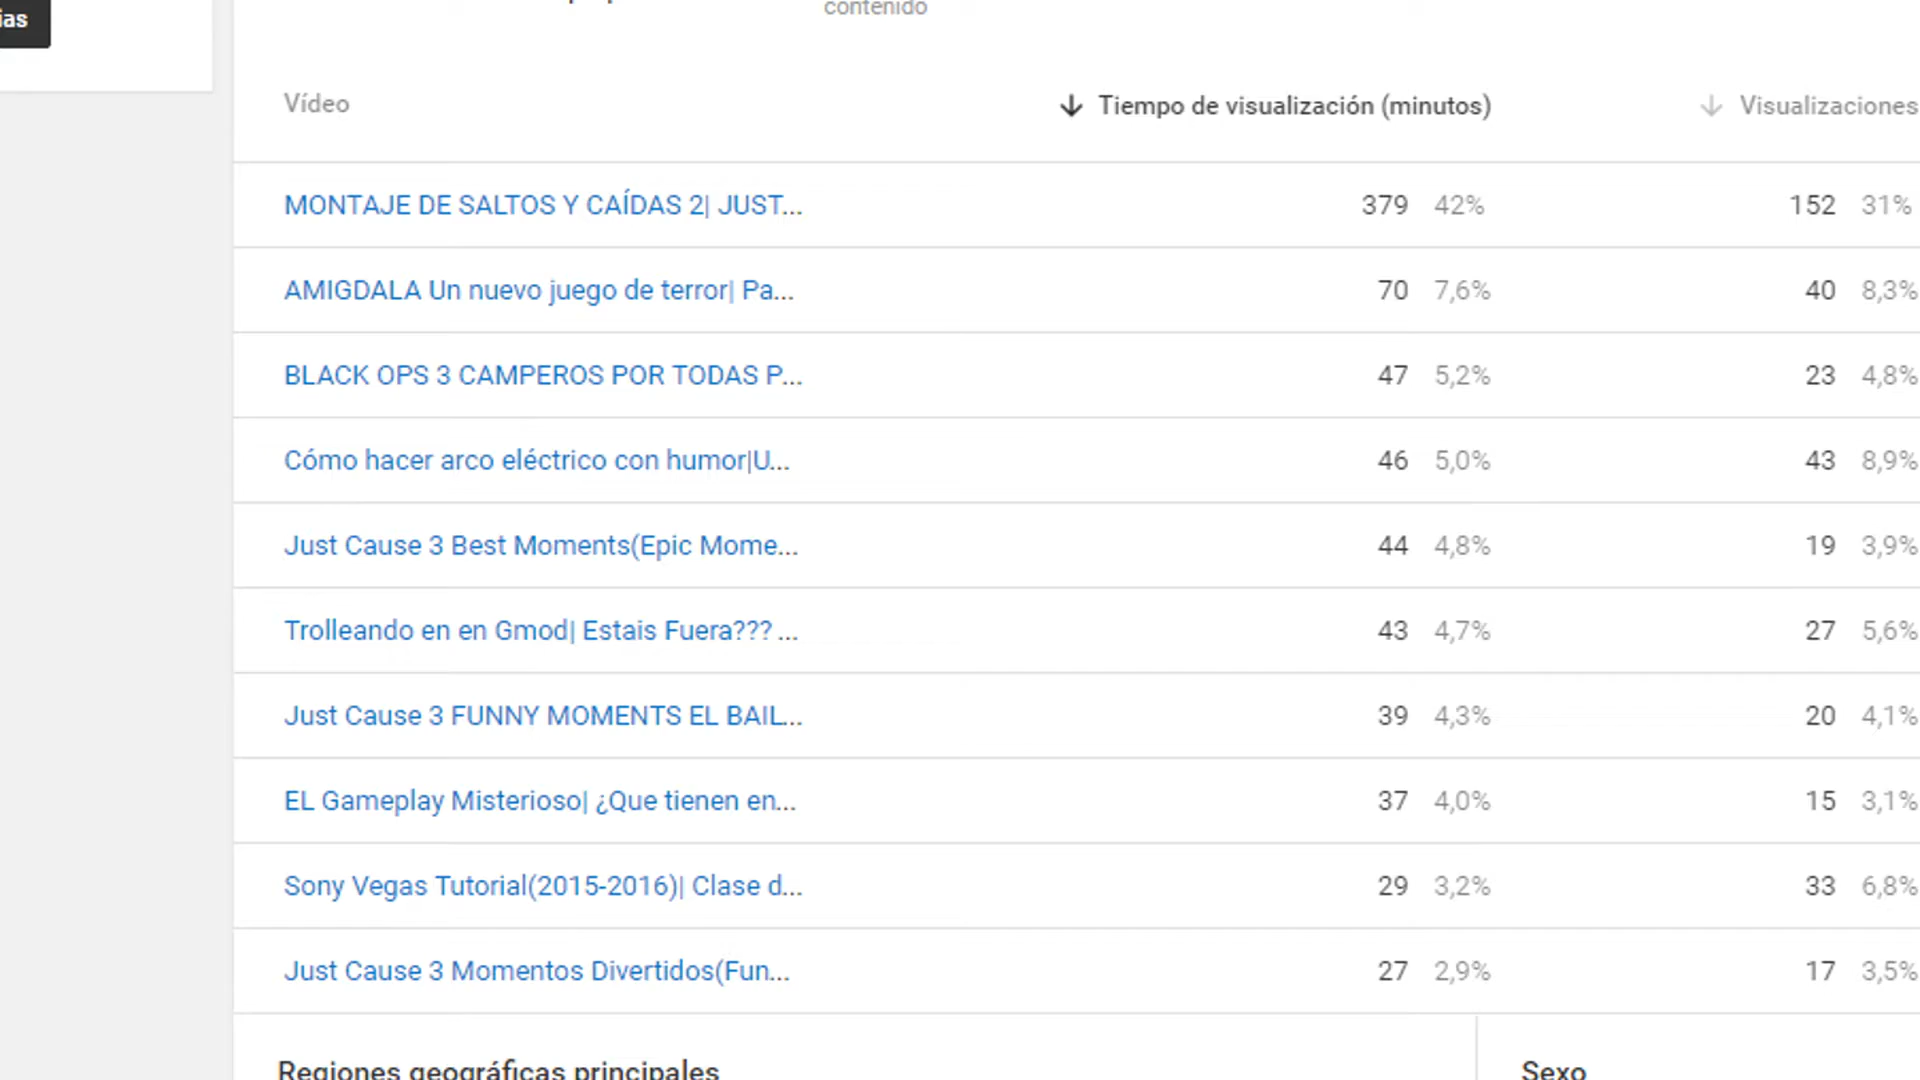 ias
contenido
Vídeo Tiempo de visualización (minutos) Visualizaciones
MONTAJE DE SALTOS Y CAÍDAS 2| JUST... 379 42% 152 31%
AMIGDALA Un nuevo juego de terror| Pa... 70 7,6% 40 8,3%
BLACK OPS 3 CAMPEROS POR TODAS P... 47 5,2% 23 4,8%
Cómo hacer arco eléctrico con humor|U... 46 5,0% 43 8,9%
Just Cause 3 Best Moments(Epic Mome... 44 4,8% 19 3,9%
Trolleando en en Gmod| Estais Fuera??? ... 43 4,7% 27 5,6%
Just Cause 3 FUNNY MOMENTS EL BAIL... 39 4,3% 20 4,1%
EL Gameplay Misterioso| ¿Que tienen en... 37 4,0% 15 3,1%
Sony Vegas Tutorial(2015-2016)| Clase d... 29 3,2% 33 6,8%
Just Cause 3 Momentos Divertidos(Fun... 27 2,9% 17 3,5%
Regiones geográficas principales Sexo